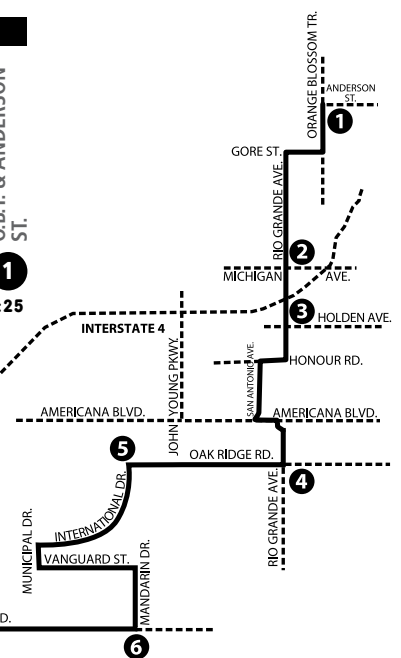 O.B.T. & ANDERSON
ST.
1
:25
ORANGE BLOSSOM TR.
ANDERSON
ST.
1
GORE ST.
RIO GRANDE AVE.
2
MICHIGAN AVE.
3
HOLDEN AVE.
INTERSTATE 4
JOHN YOUNG PKWY.
SAN ANTONIO AVE.
HONOUR RD.
AMERICANA BLVD.
AMERICANA BLVD.
5
OAK RIDGE RD.
4
RIO GRANDE AVE.
INTERNATIONAL DR.
MUNICIPAL DR.
VANGUARD ST.
MANDARIN DR.
D.
6